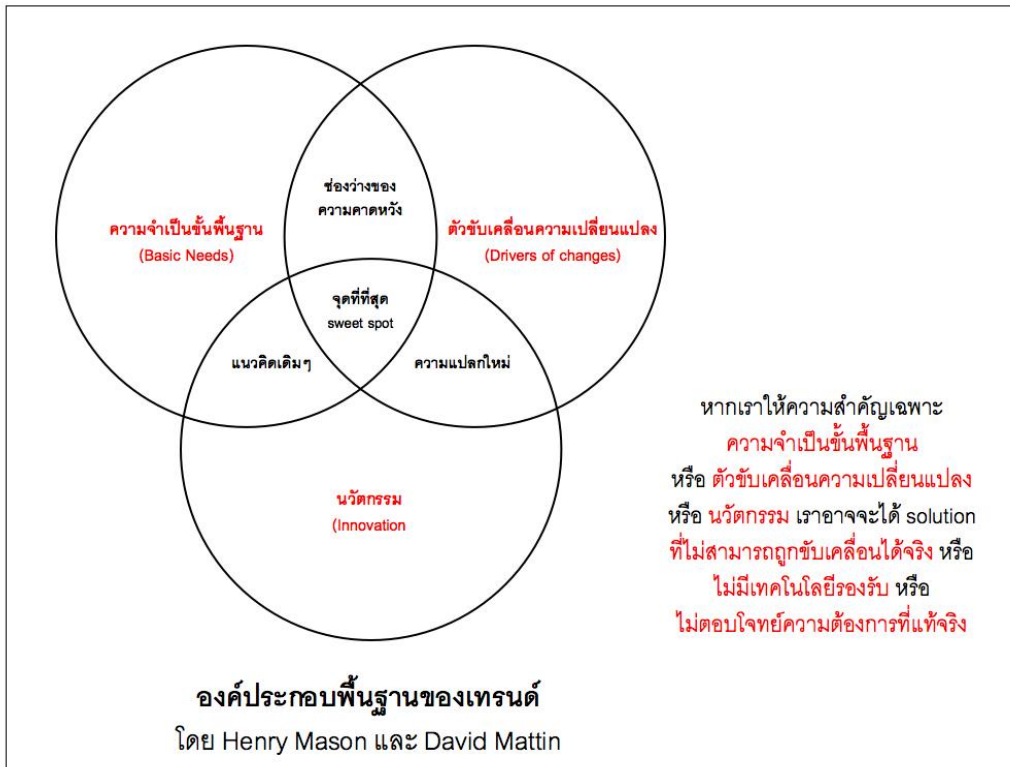 ช่องว่างของ
ความคาดหวัง
ความจำเป็นขั้นพื้นฐาน
(Basic Needs)
ตัวขับเคลื่อนความเปลี่ยนแปลง
(Drivers of changes)
จุดที่ที่สุด
sweet spot
แนวคิดเดิมๆ
ความแปลกใหม่
นวัตกรรม
(Innovation
หากเราให้ความสำคัญเฉพาะ
ความจำเป็นขั้นพื้นฐาน
หรือ ตัวขับเคลื่อนความเปลี่ยนแปลง
หรือ นวัตกรรม เราอาจจะได้ solution
ที่ไม่สามารถถูกขับเคลื่อนได้จริง หรือ
ไม่มีเทคโนโลยีรองรับ หรือ
ไม่ตอบโจทย์ความต้องการที่แท้จริง
องค์ประกอบพื้นฐานของเทรนด์
โดย Henry Mason และ David Mattin